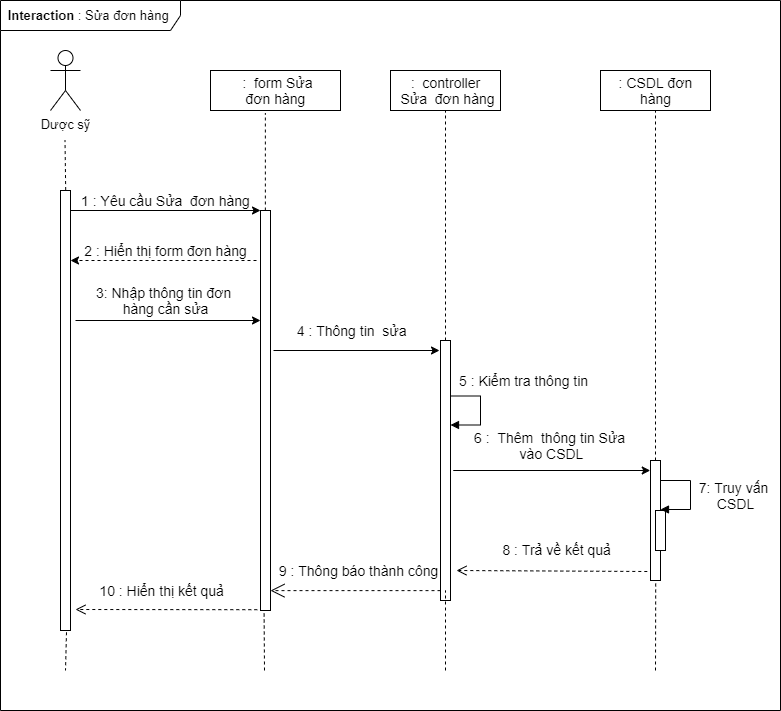 Interaction : Sửa đơn hàng
Dược sỹ
: form Sửa
đơn hàng
: controller
Sửa đơn hàng
: CSDL đơn
hàng
1 : Yêu cầu Sửa đơn hàng
2 : Hiển thị form đơn hàng
3: Nhập thông tin đơn
hàng cần sửa
4 : Thông tin sửa
5 : Kiểm tra thông tin
6 : Thêm thông tin Sửa
vào CSDL
7: Truy vấn
CSDL
8 : Trả về kết quả
9 : Thông báo thành công
10 : Hiển thị kết quả